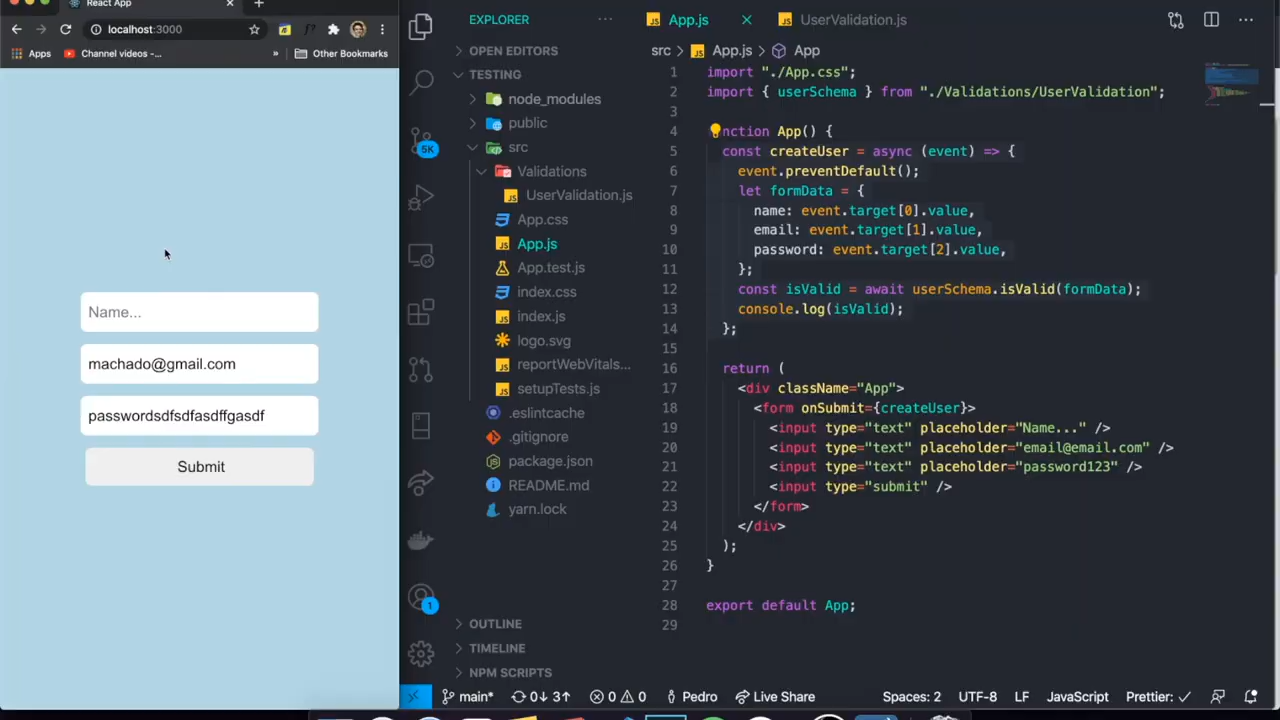 React App
localhost:3000
Apps
Channel videos -...
»
Other Bookmarks
Name...
machado@gmail.com
passwordsdfsdfasdffgasdf
Submit
EXPLORER
OPEN EDITORS
TESTING
node_modules
public
src
Validations
UserValidation.js
App.css
App.js
App.test.js
index.css
index.js
logo.svg
reportWebVitals...
setupTests.js
.eslintcache
.gitignore
package.json
README.md
yarn.lock
OUTLINE
TIMELINE
NPM SCRIPTS
5K
1
App.js
UserValidation.js
src > App.js > App
1 import "./App.css";
2 import { userSchema } from "./Validations/UserValidation";
3
4 nction App() {
5 const createUser = async (event) => {
6 event.preventDefault();
7 let formData = {
8 name: event.target[0].value,
9 email: event.target[1].value,
10 password: event.target[2].value,
11 };
12 const isValid = await userSchema.isValid(formData);
13 console.log(isValid);
14 };
15
16 return (
17 <div className="App">
18 <form onSubmit={createUser}>
19 <input type="text" placeholder="Name..." />
20 <input type="text" placeholder="email@email.com" />
21 <input type="text" placeholder="password123" />
22 <input type="submit" />
23 </form>
24 </div>
25 );
26 }
27
28 export default App;
29
main* 0↓ 3↑ 0 0 Pedro Live Share Spaces: 2 UTF-8 LF JavaScript Prettier: ✓